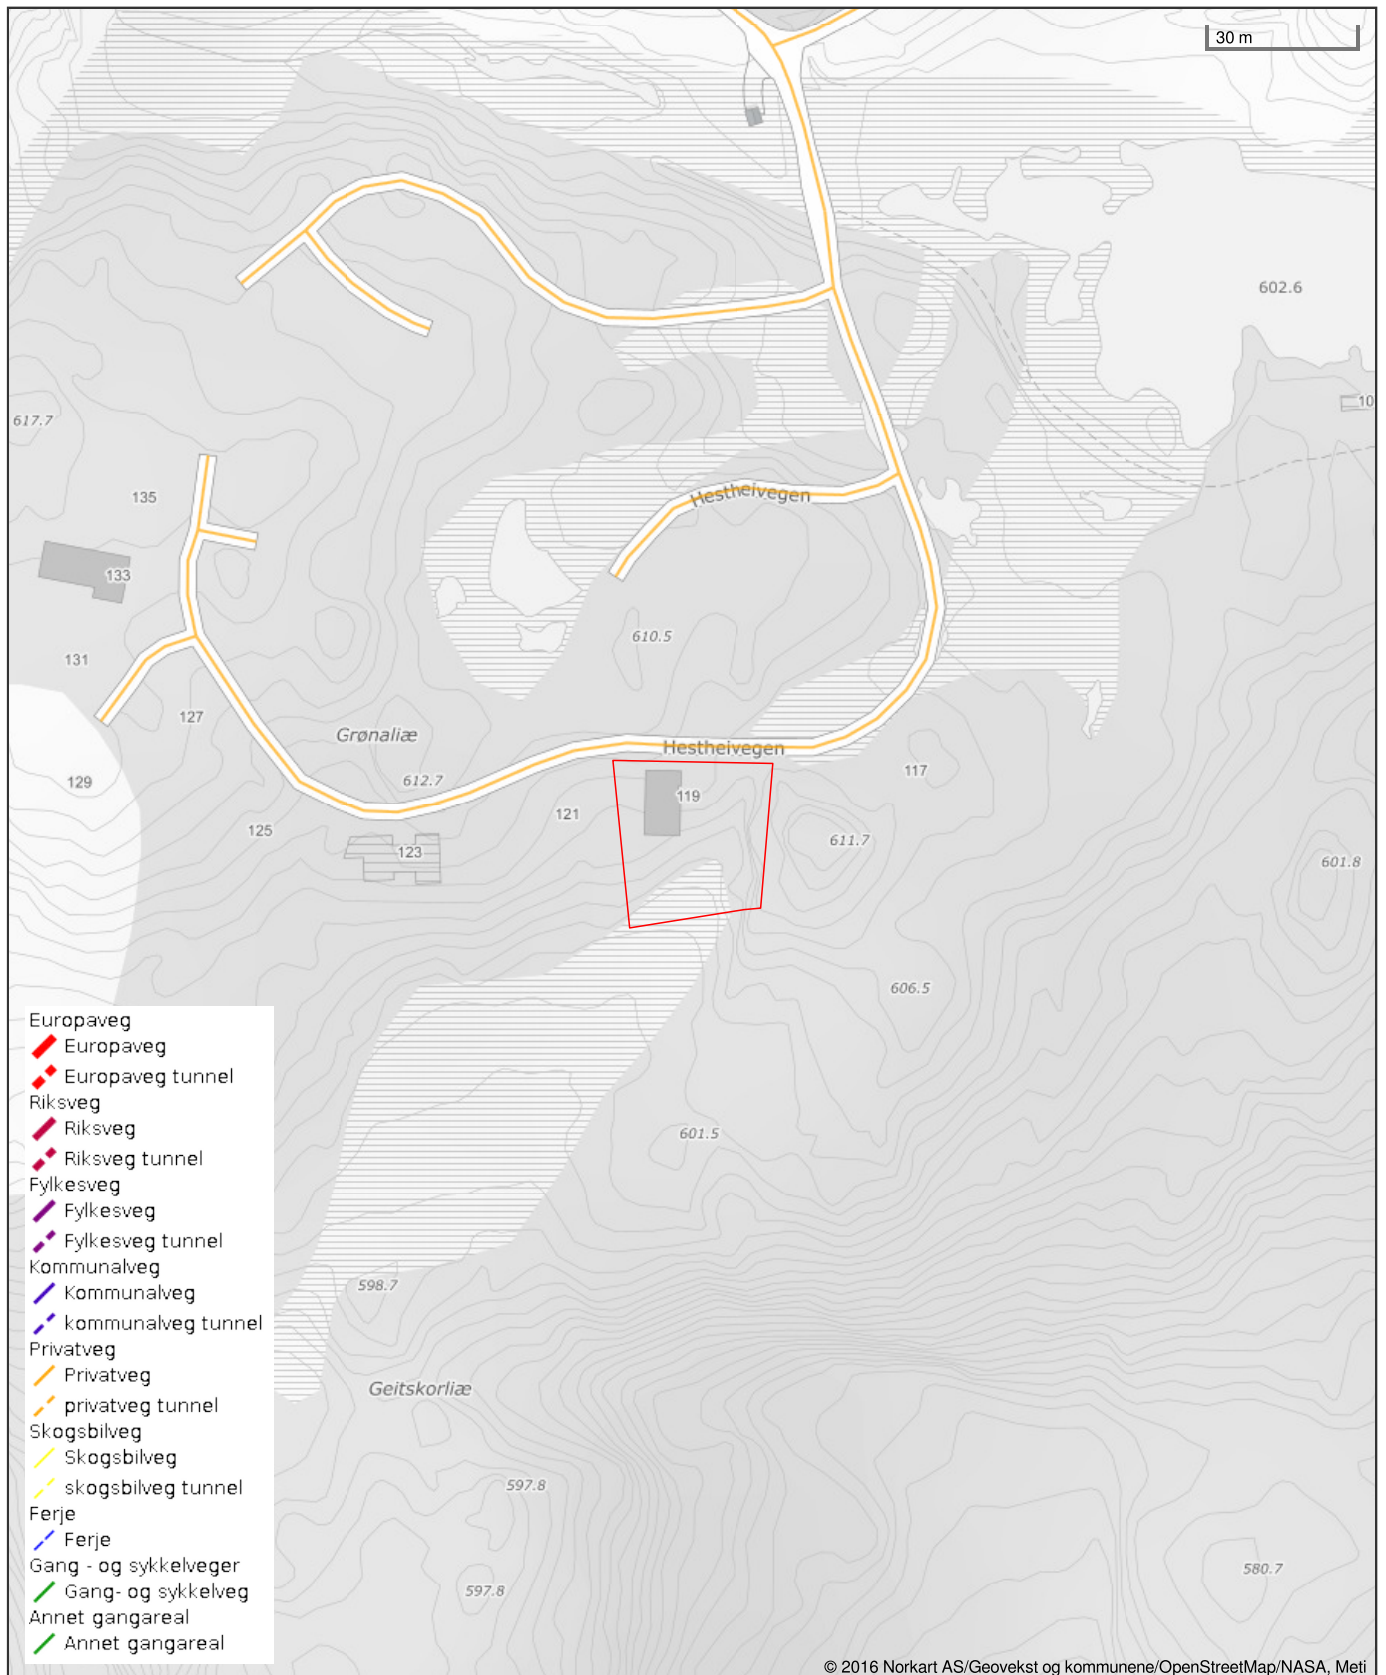 30 m
602.6
10
617.7
135
Hestheivegen
133
610.5
131
127
Grønaliæ
Hestheivegen
117
129
612.7
119
121
125
123
611.7
601.8
606.5
Europaveg
Europaveg
Europaveg tunnel
Riksveg
Riksveg
Riksveg tunnel
601.5
Fylkesveg
Fylkesveg
Fylkesveg tunnel
Kommunalveg
Kommunalveg
598.7
kommunalveg tunnel
Privatveg
Privatveg
Geitskorliæ
privatveg tunnel
Skogsbilveg
Skogsbilveg
skogsbilveg tunnel
597.8
Ferje
Ferje
Gang - og sykkelveger
580.7
Gang- og sykkelveg
597.8
Annet gangareal
Annet gangareal
© 2016 Norkart AS/Geovekst og kommunene/OpenStreetMap/NASA, Meti